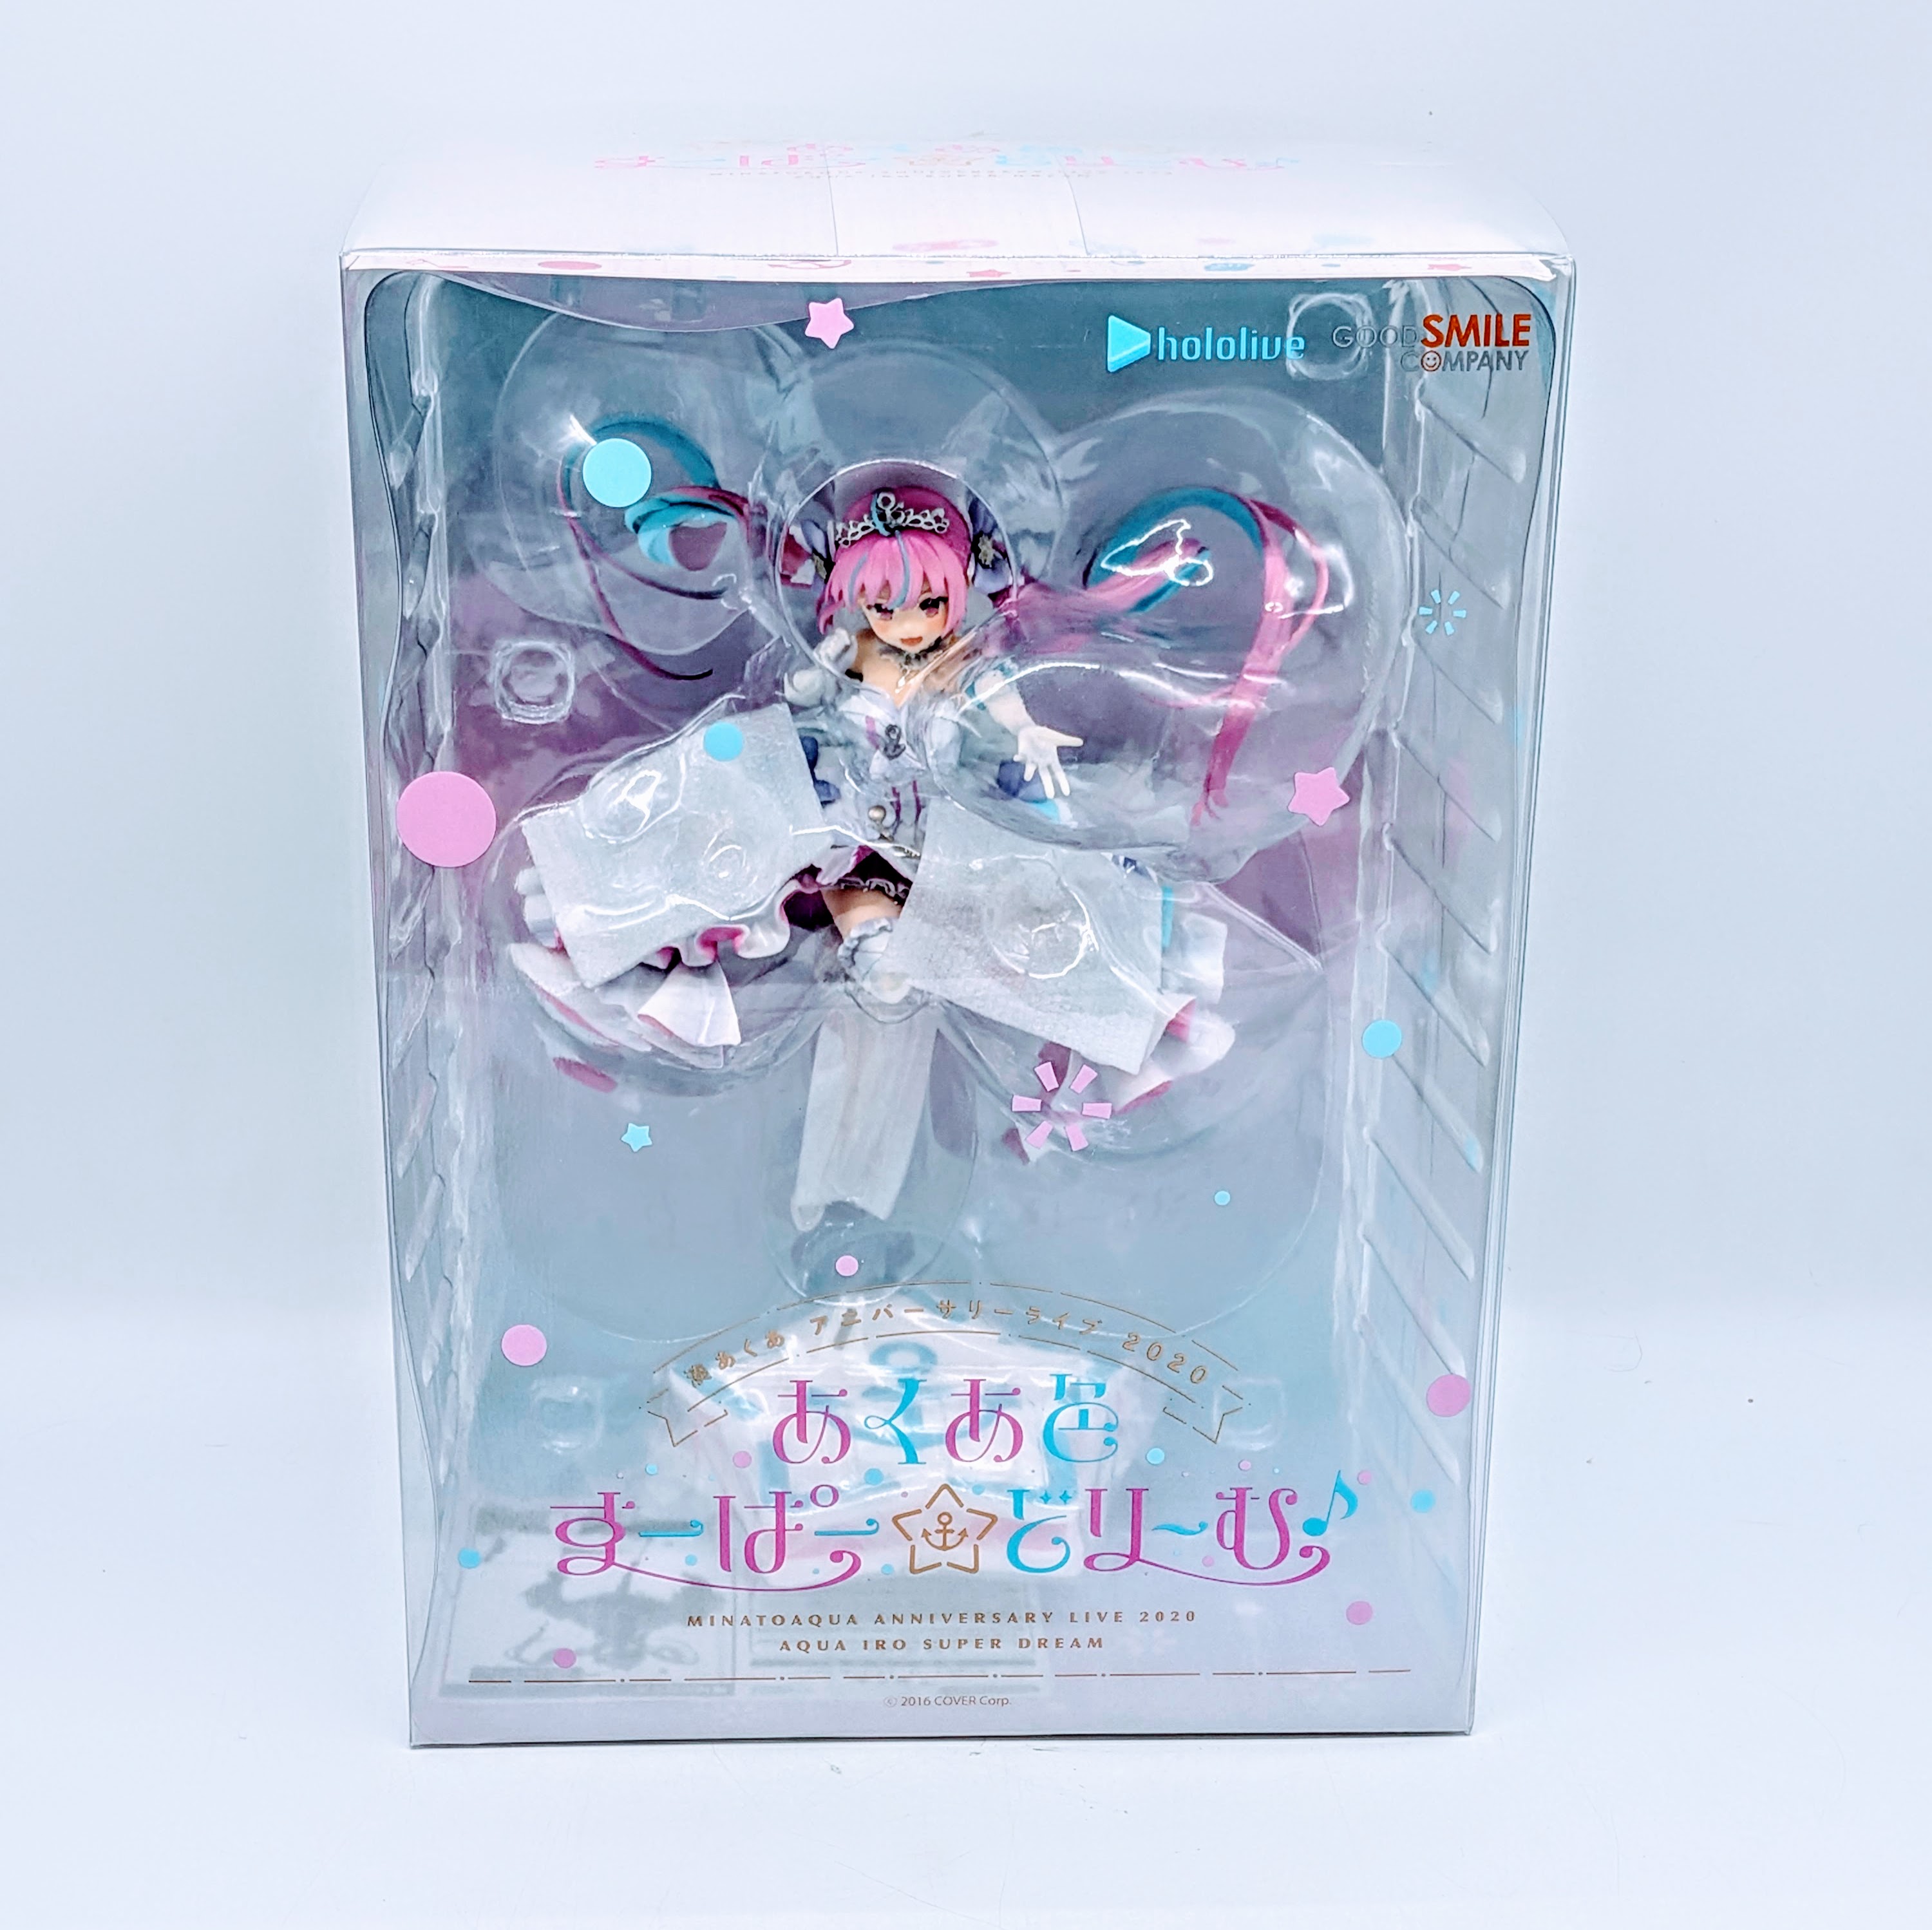 hololive
GOOD SMILE
COMPANY
湊あくあ アニバーサリーライブ 2020
あくあ色
すーぱー☆どりーむ♪
MINATOAQUA ANNIVERSARY LIVE 2020
AQUA IRO SUPER DREAM
© 2016 COVER Corp.